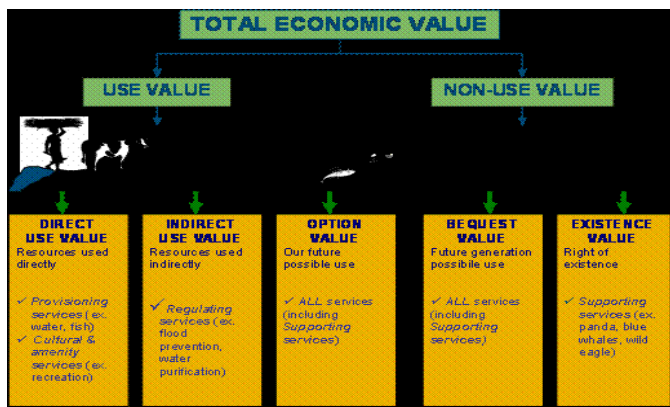 TOTAL ECONOMIC VALUE
USE VALUE
NON-USE VALUE
DIRECT
USE VALUE
Resources used
directly
✓ Provisioning
services (ex.
water, fish)
✓ Cultural &
amenity
services (ex.
recreation)
INDIRECT
USE VALUE
Resources used
indirectly
✓ Regulating
services (ex.
flood
prevention,
water
purification)
OPTION
VALUE
Our future
possible use
✓ ALL services
(including
Supporting
services)
BEQUEST
VALUE
Future generation
possibile use
✓ ALL services
(including
Supporting
services)
EXISTENCE
VALUE
Right of
existence
✓ Supporting
services (ex.
panda, blue
whales, wild
eagle)